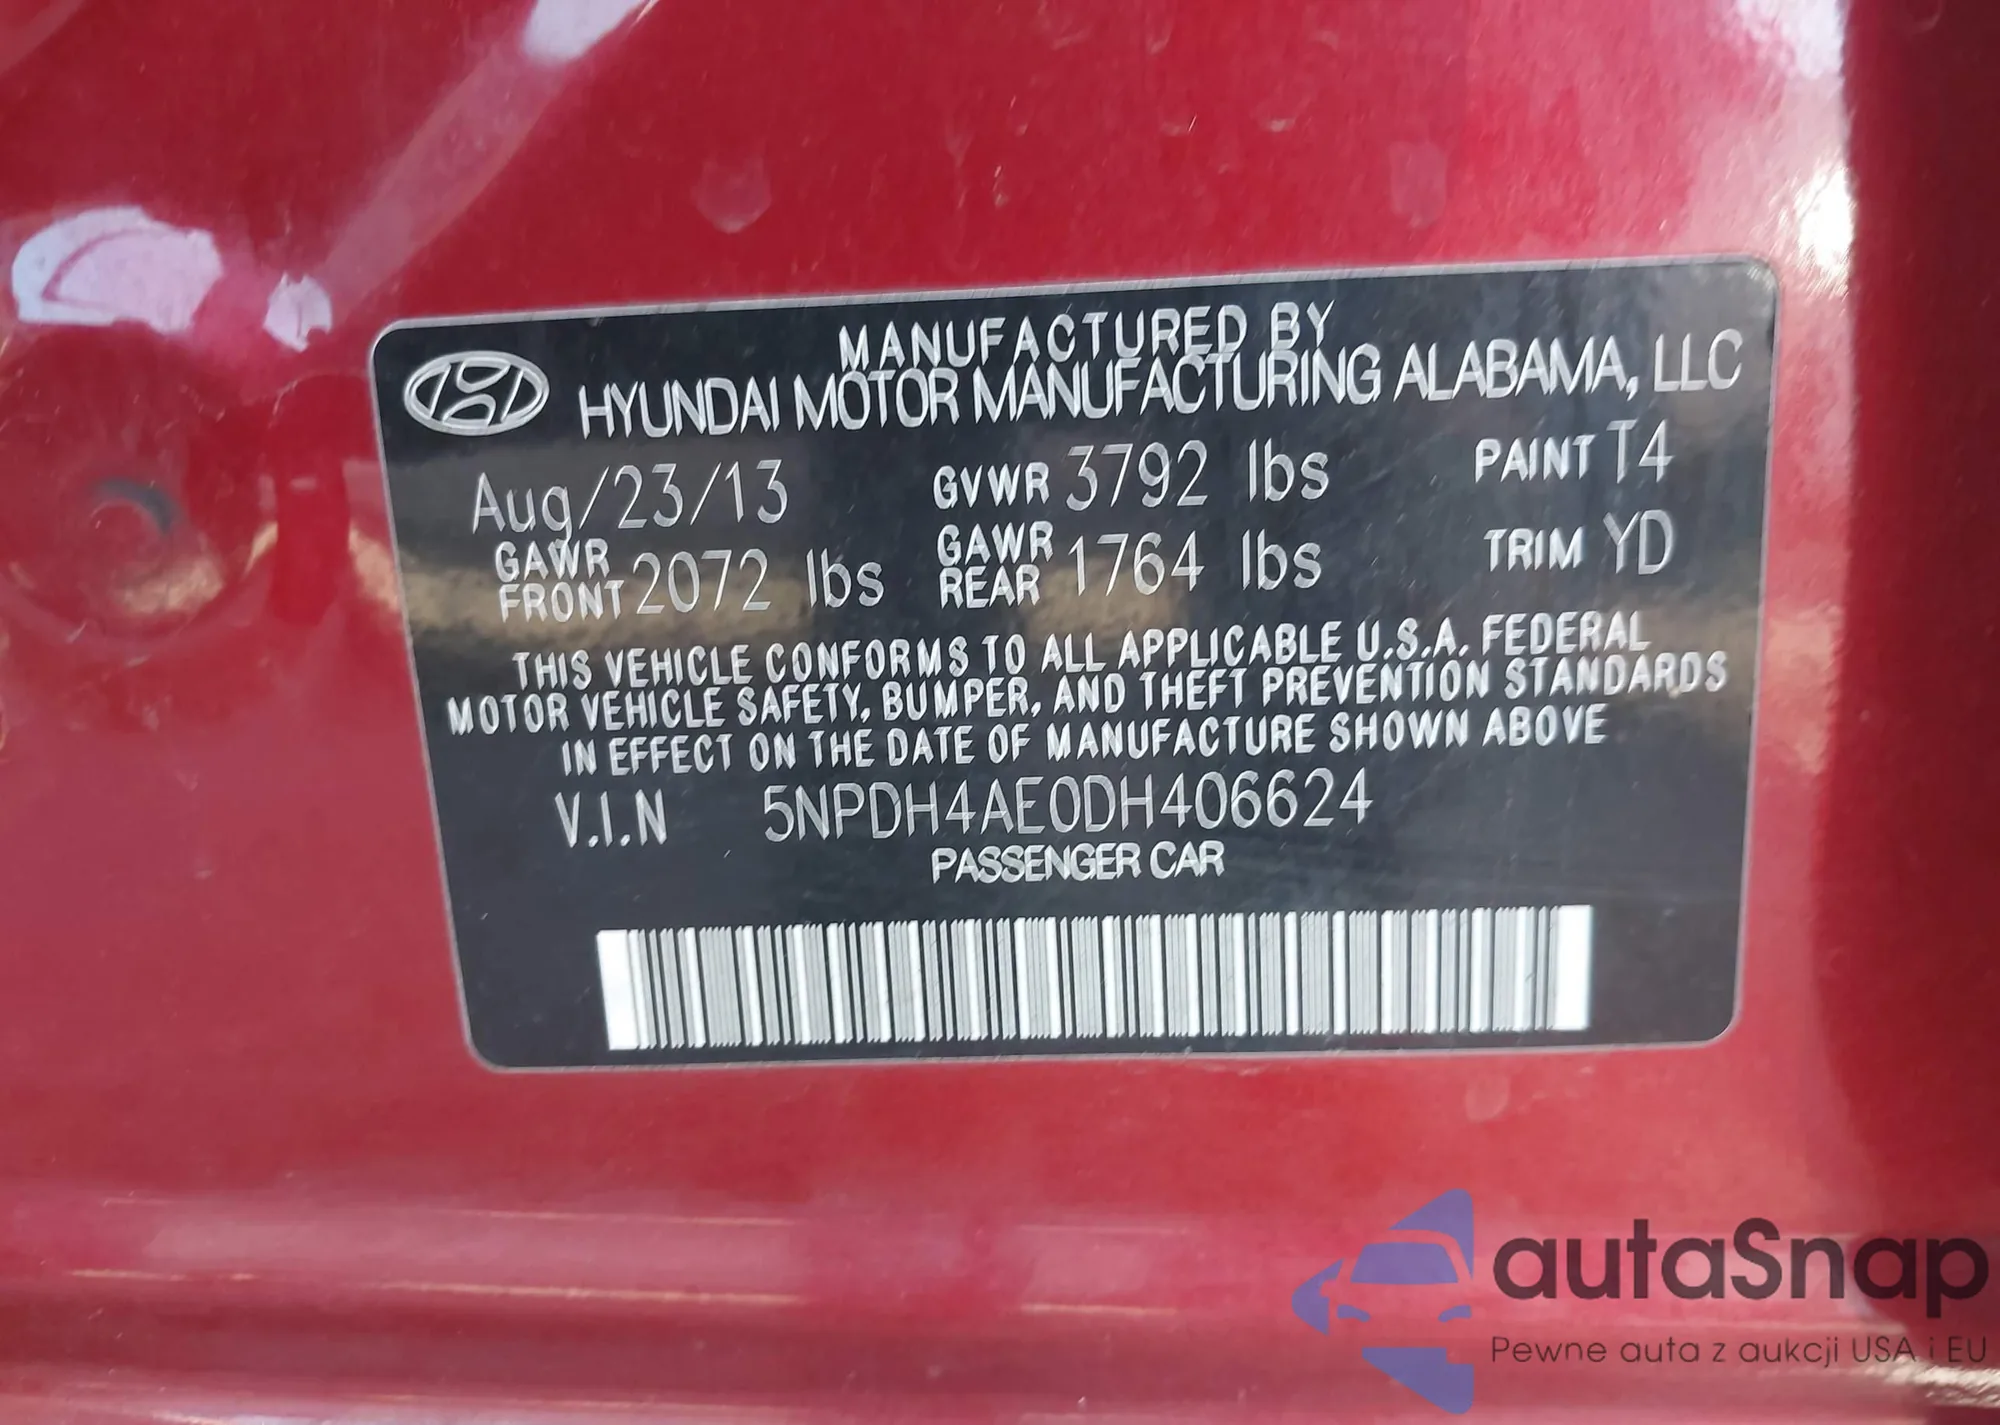 MANUFACTURED BY
HYUNDAI MOTOR MANUFACTURING ALABAMA, LLC
Aug/23/13 GVWR 3792 lbs PAINT T4
GAWR FRONT 2072 lbs GAWR REAR 1764 lbs TRIM YD
THIS VEHICLE CONFORMS TO ALL APPLICABLE U.S.A. FEDERAL
MOTOR VEHICLE SAFETY, BUMPER, AND THEFT PREVENTION STANDARDS
IN EFFECT ON THE DATE OF MANUFACTURE SHOWN ABOVE
V.I.N 5NPDH4AE0DH406624
PASSENGER CAR
autaSnap
Pewne auta z aukcji USA i EU